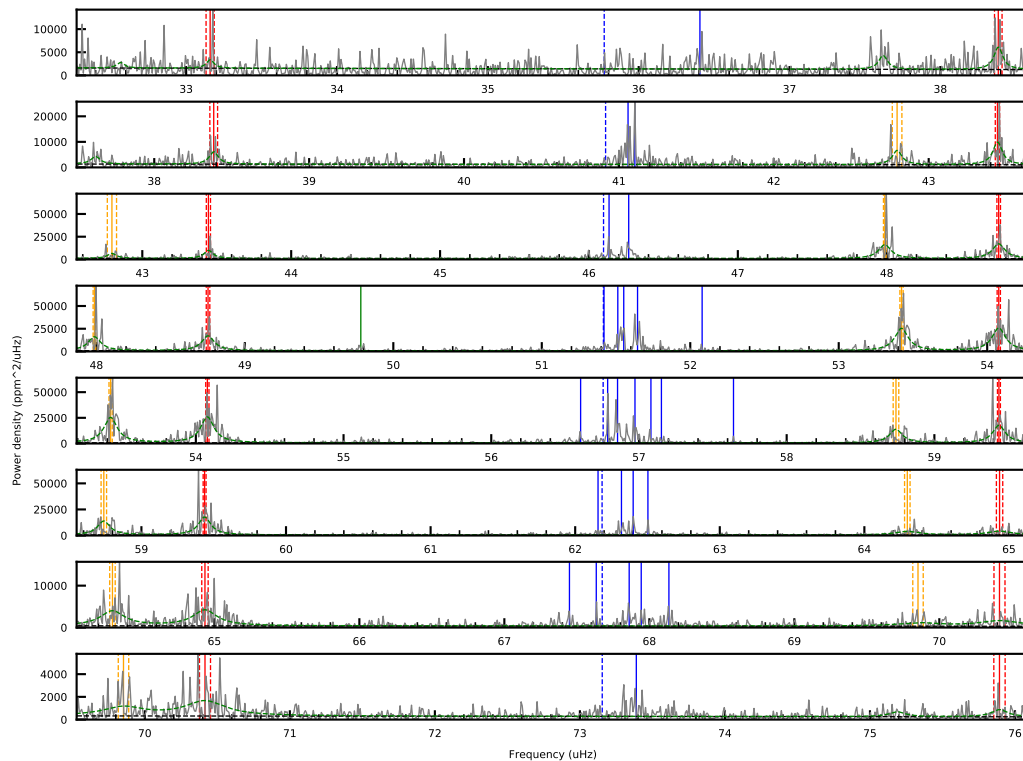 10000
5000
0
33 34 35 36 37 38
20000
10000
0
38 39 40 41 42 43
50000
25000
0
43 44 45 46 47 48
50000
25000
0
48 49 50 51 52 53 54
50000
25000
0
54 55 56 57 58 59
50000
25000
0
59 60 61 62 63 64 65
10000
0
65 66 67 68 69 70
4000
2000
0
70 71 72 73 74 75 76
Power density (ppm^2/uHz)
Frequency (uHz)